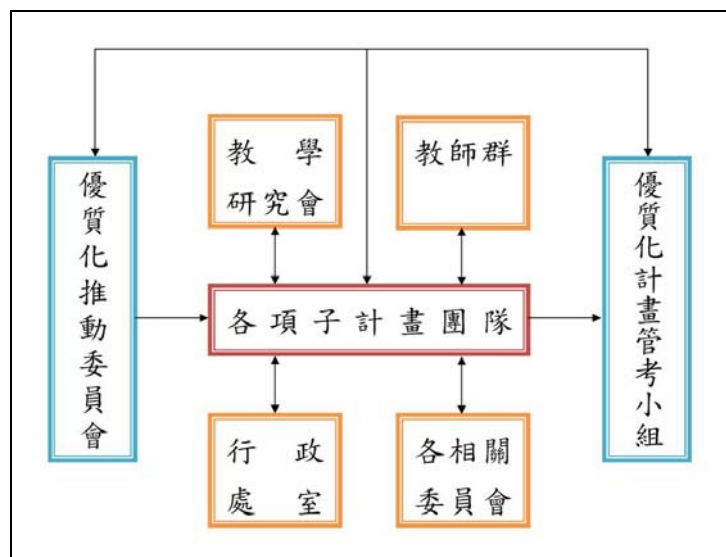 教學
研究會
教師群
優質化推動委員會
各項子計畫團隊
優質化計畫管考小組
行政
處室
各相關
委員會